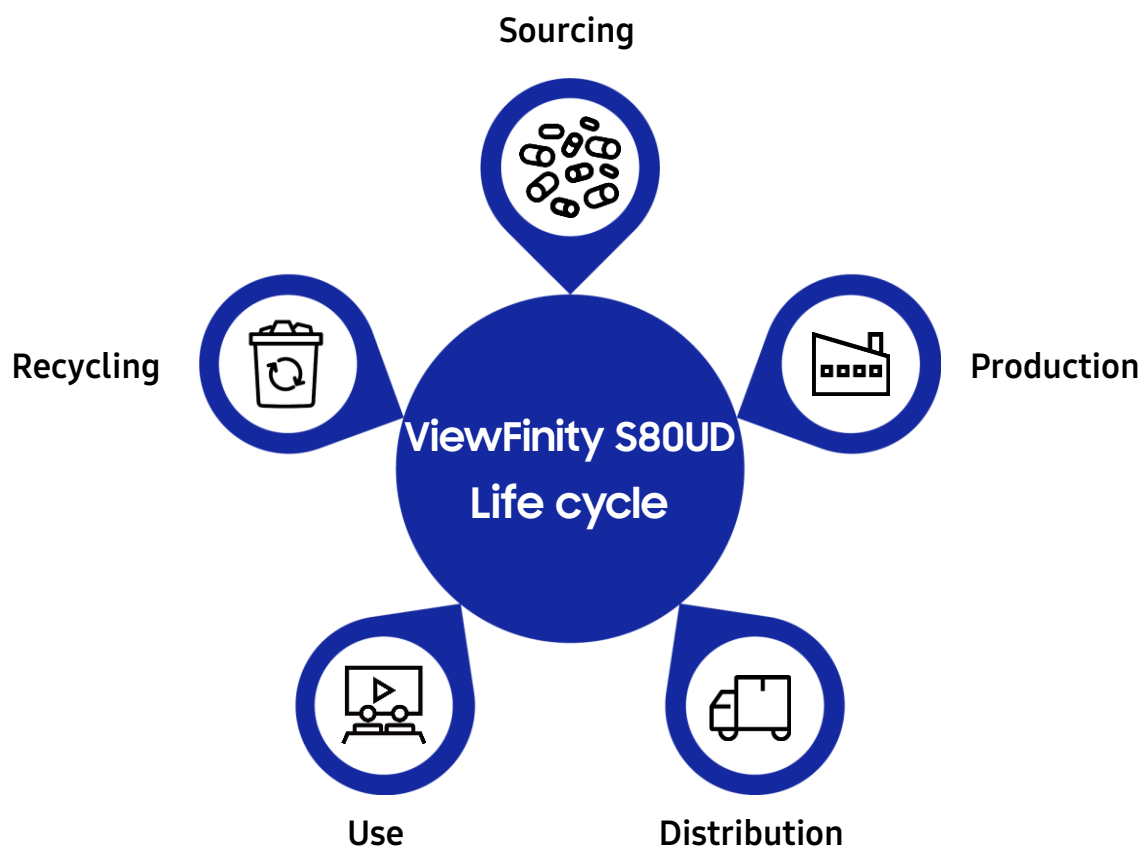 Sourcing
Recycling
Production
ViewFinity S80UD
Life cycle
Use
Distribution